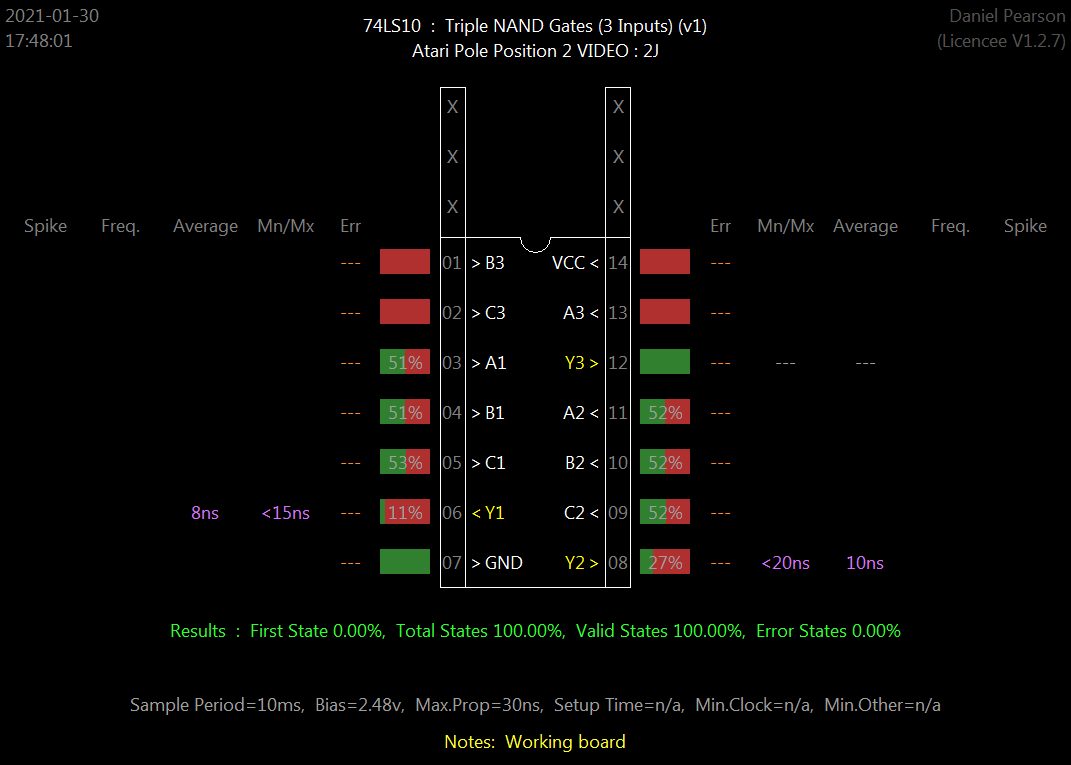 2021-01-30
17:48:01
74LS10 : Triple NAND Gates (3 Inputs) (v1)
Atari Pole Position 2 VIDEO : 2J
Daniel Pearson
(Licencee V1.2.7)
X X
X X
X X
Spike Freq. Average Mn/Mx Err Err Mn/Mx Average Freq. Spike
--- 01 > B3 VCC < 14 ---
--- 02 > C3 A3 < 13 ---
--- 51% 03 > A1 Y3 > 12 --- --- ---
--- 51% 04 > B1 A2 < 11 52% ---
--- 53% 05 > C1 B2 < 10 52% ---
8ns <15ns --- 11% 06 < Y1 C2 < 09 52% ---
--- 07 > GND Y2 > 08 27% --- <20ns 10ns
Results : First State 0.00%, Total States 100.00%, Valid States 100.00%, Error States 0.00%
Sample Period=10ms, Bias=2.48v, Max.Prop=30ns, Setup Time=n/a, Min.Clock=n/a, Min.Other=n/a
Notes: Working board